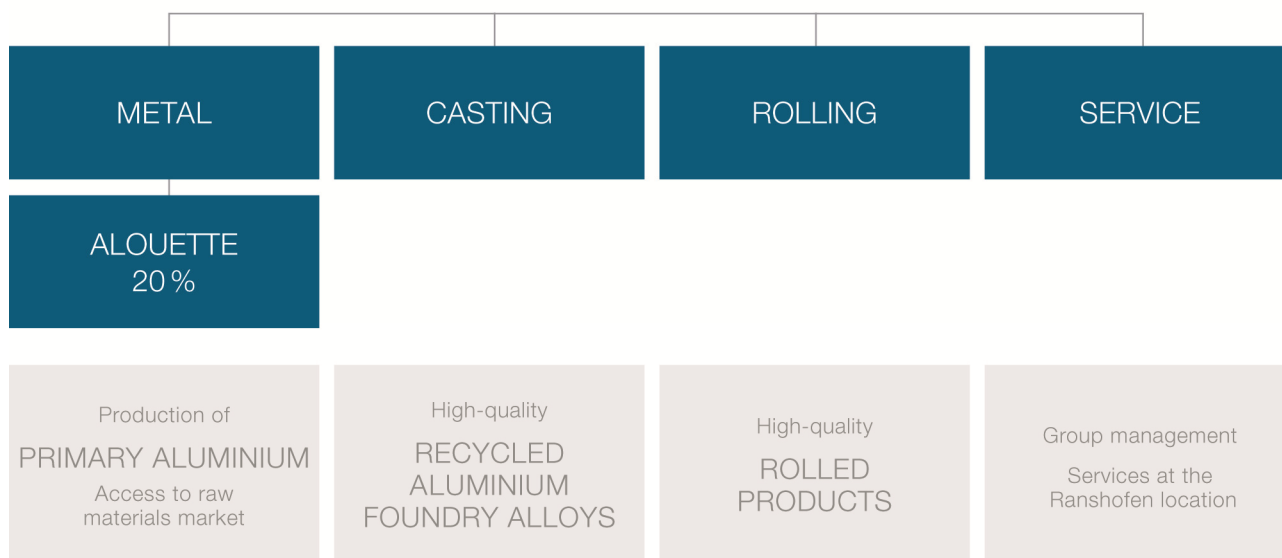 METAL
CASTING
ROLLING
SERVICE
ALOUETTE
20 %
Production of
PRIMARY ALUMINIUM
Access to raw
materials market
High-quality
RECYCLED
ALUMINIUM
FOUNDRY ALLOYS
High-quality
ROLLED
PRODUCTS
Group management
Services at the
Ranshofen location